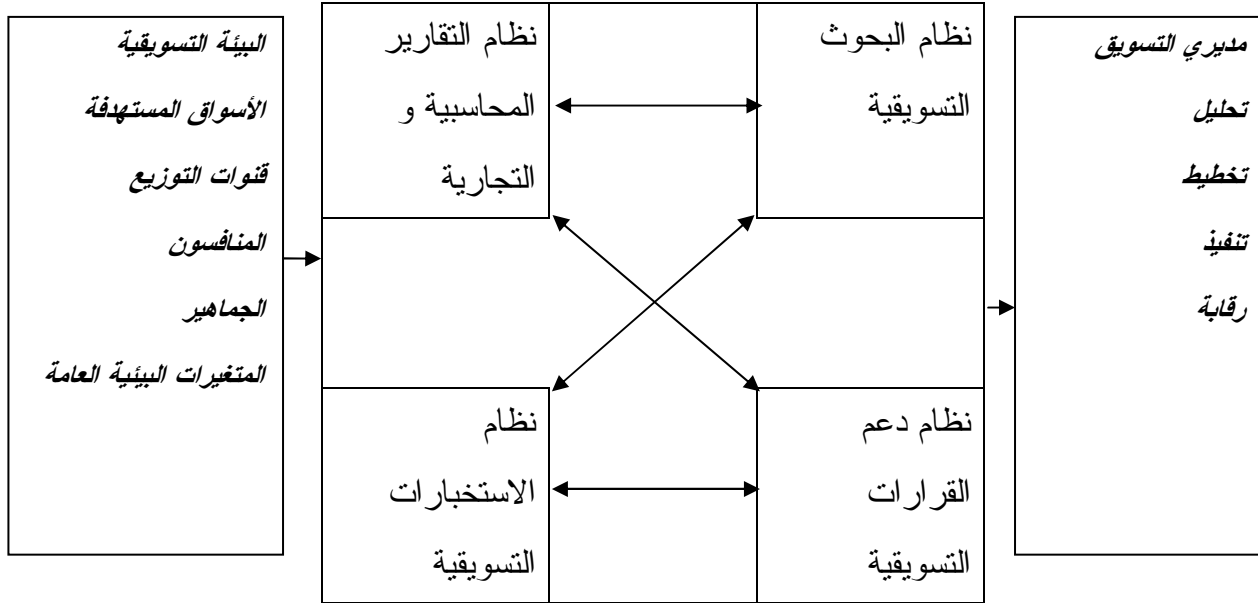 البيئة التسويقية
الأسواق المستهدفة
قنوات التوزيع
المنافسون
الجماهير
المتغيرات البيئية العامة
نظام التقارير
المحاسبية و
التجارية
نظام البحوث
التسويقية
نظام
الاستخبارات
التسويقية
نظام دعم
القرارات
التسويقية
مديري التسويق
تحليل
تخطيط
تنفيذ
رقابة